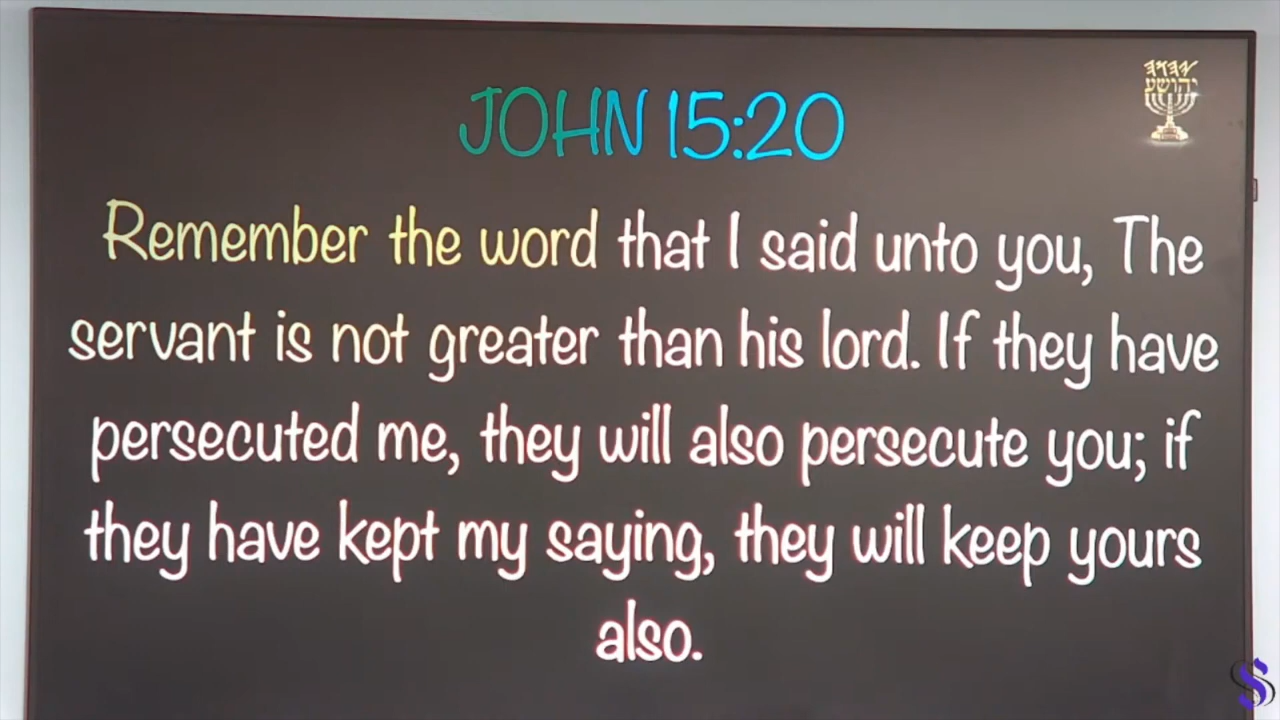 JOHN 15:20
יהושע
Remember the word that I said unto you, The
servant is not greater than his lord. If they have
persecuted me, they will also persecute you; if
they have kept my saying, they will keep yours
also.
S